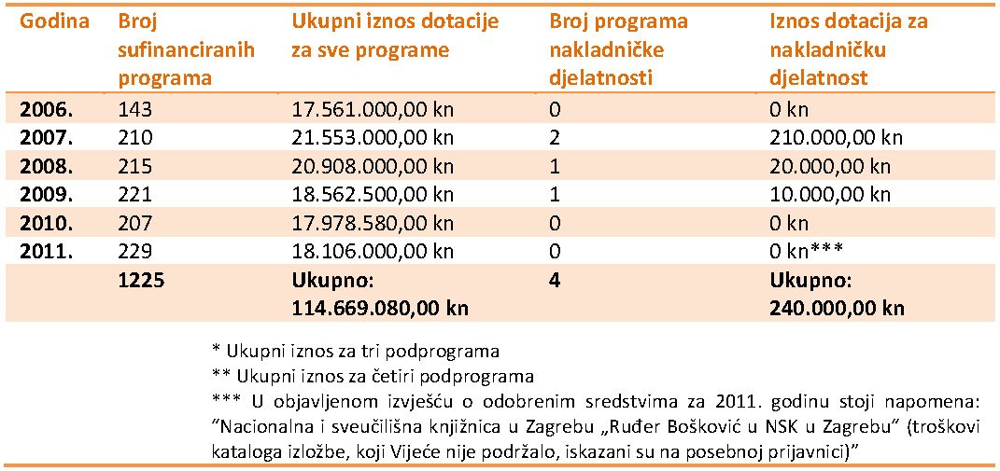 Godina Broj sufinanciranih programa Ukupni iznos dotacije za sve programe Broj programa nakladničke djelatnosti Iznos dotacija za nakladničku djelatnost
2006. 143 17.561.000,00 kn 0 0 kn
2007. 210 21.553.000,00 kn 2 210.000,00 kn
2008. 215 20.908.000,00 kn 1 20.000,00 kn
2009. 221 18.562.500,00 kn 1 10.000,00 kn
2010. 207 17.978.580,00 kn 0 0 kn
2011. 229 18.106.000,00 kn 0 0 kn***
1225 Ukupno: 114.669.080,00 kn 4 Ukupno: 240.000,00 kn
* Ukupni iznos za tri podprograma
** Ukupni iznos za četiri podprograma
*** U objavljenom izvješću o odobrenim sredstvima za 2011. godinu stoji napomena:
“Nacionalna i sveučilišna knjižnica u Zagrebu „Ruđer Bošković u NSK u Zagrebu“ (troškovi
kataloga izložbe, koji Vijeće nije podržalo, iskazani su na posebnoj prijavnici)”